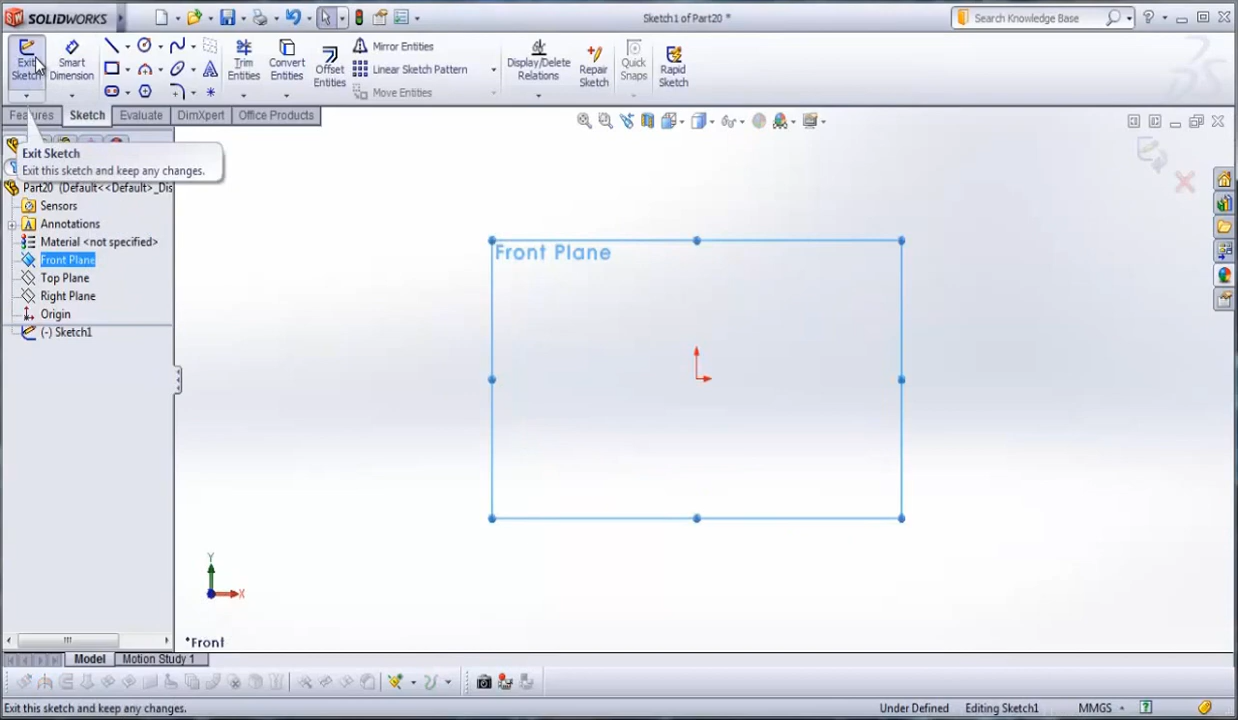 SOLIDWORKS
Sketch1 of Part20 *
Search Knowledge Base
Exit Sketch
Smart Dimension
Trim Entities
Convert Entities
Offset Entities
Mirror Entities
Linear Sketch Pattern
Move Entities
Display/Delete Relations
Repair Sketch
Quick Snaps
Rapid Sketch
Features
Sketch
Evaluate
DimXpert
Office Products
Exit Sketch
Exit this sketch and keep any changes.
Part20 (Default<<Default>_Dis
Sensors
Annotations
Material <not specified>
Front Plane
Top Plane
Right Plane
Origin
(-) Sketch1
Front Plane
Y
X
*Front
Model
Motion Study 1
Exit this sketch and keep any changes.
Under Defined
Editing Sketch1
MMGS